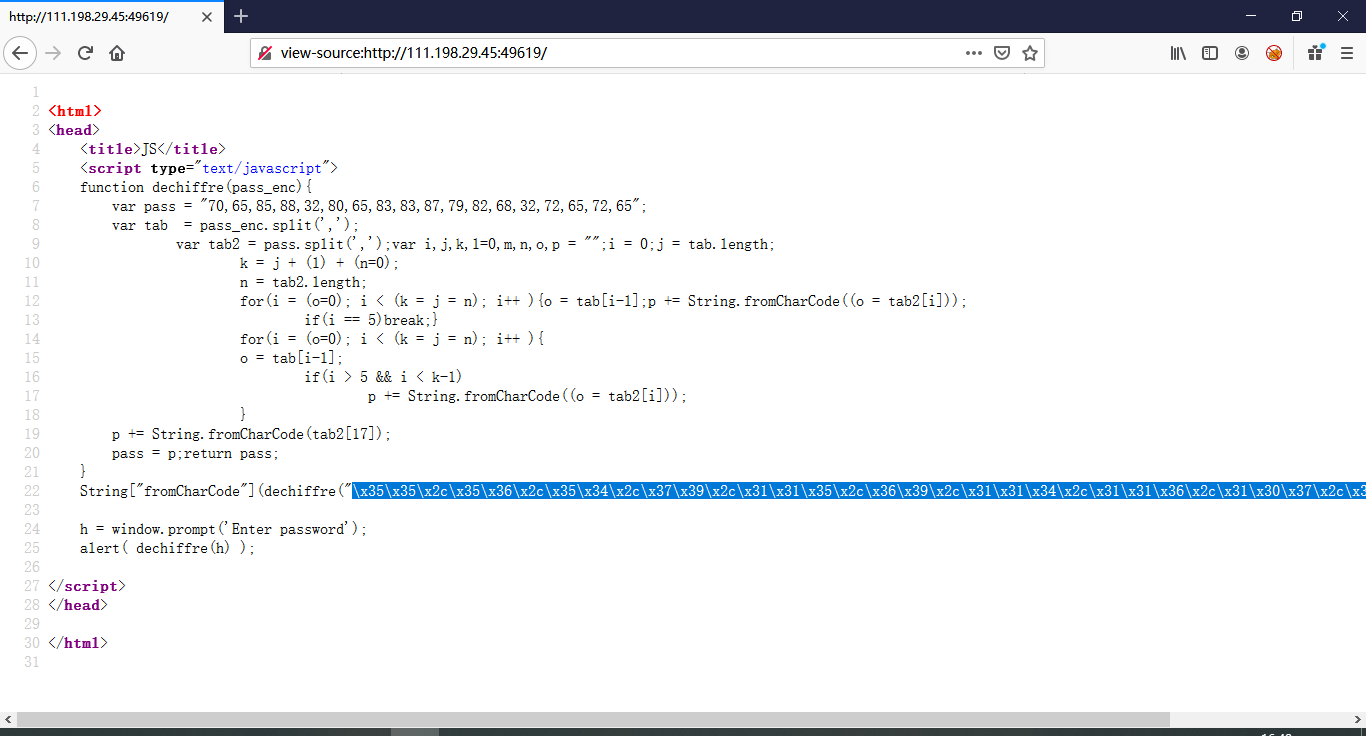 http://111.198.29.45:49619/
view-source:http://111.198.29.45:49619/
1
2 <html>
3 <head>
4     <title>JS</title>
5     <script type="text/javascript">
6     function dechiffre(pass_enc){
7         var pass = "70,65,85,88,32,80,65,83,83,87,79,82,68,32,72,65,72,65";
8         var tab  = pass_enc.split(',');
9                 var tab2 = pass.split(',');var i,j,k,l=0,m,n,o,p = "";i = 0;j = tab.length;
10                         k = j + (l) + (n=0);
11                         n = tab2.length;
12                         for(i = (o=0); i < (k = j = n); i++ ){o = tab[i-l];p += String.fromCharCode((o = tab2[i]));
13                                 if(i == 5)break;}
14                         for(i = (o=0); i < (k = j = n); i++ ){
15                         o = tab[i-l];
16                                 if(i > 5 && i < k-1)
17                                         p += String.fromCharCode((o = tab2[i]));
18                         }
19         p += String.fromCharCode(tab2[17]);
20         pass = p;return pass;
21     }
22     String["fromCharCode"](dechiffre("\x35\x35\x2c\x35\x36\x2c\x35\x34\x2c\x37\x39\x2c\x31\x31\x35\x2c\x36\x39\x2c\x31\x31\x34\x2c\x31\x31\x36\x2c\x31\x30\x37\x2c\x3
23
24     h = window.prompt('Enter password');
25     alert( dechiffre(h) );
26
27 </script>
28 </head>
29
30 </html>
31